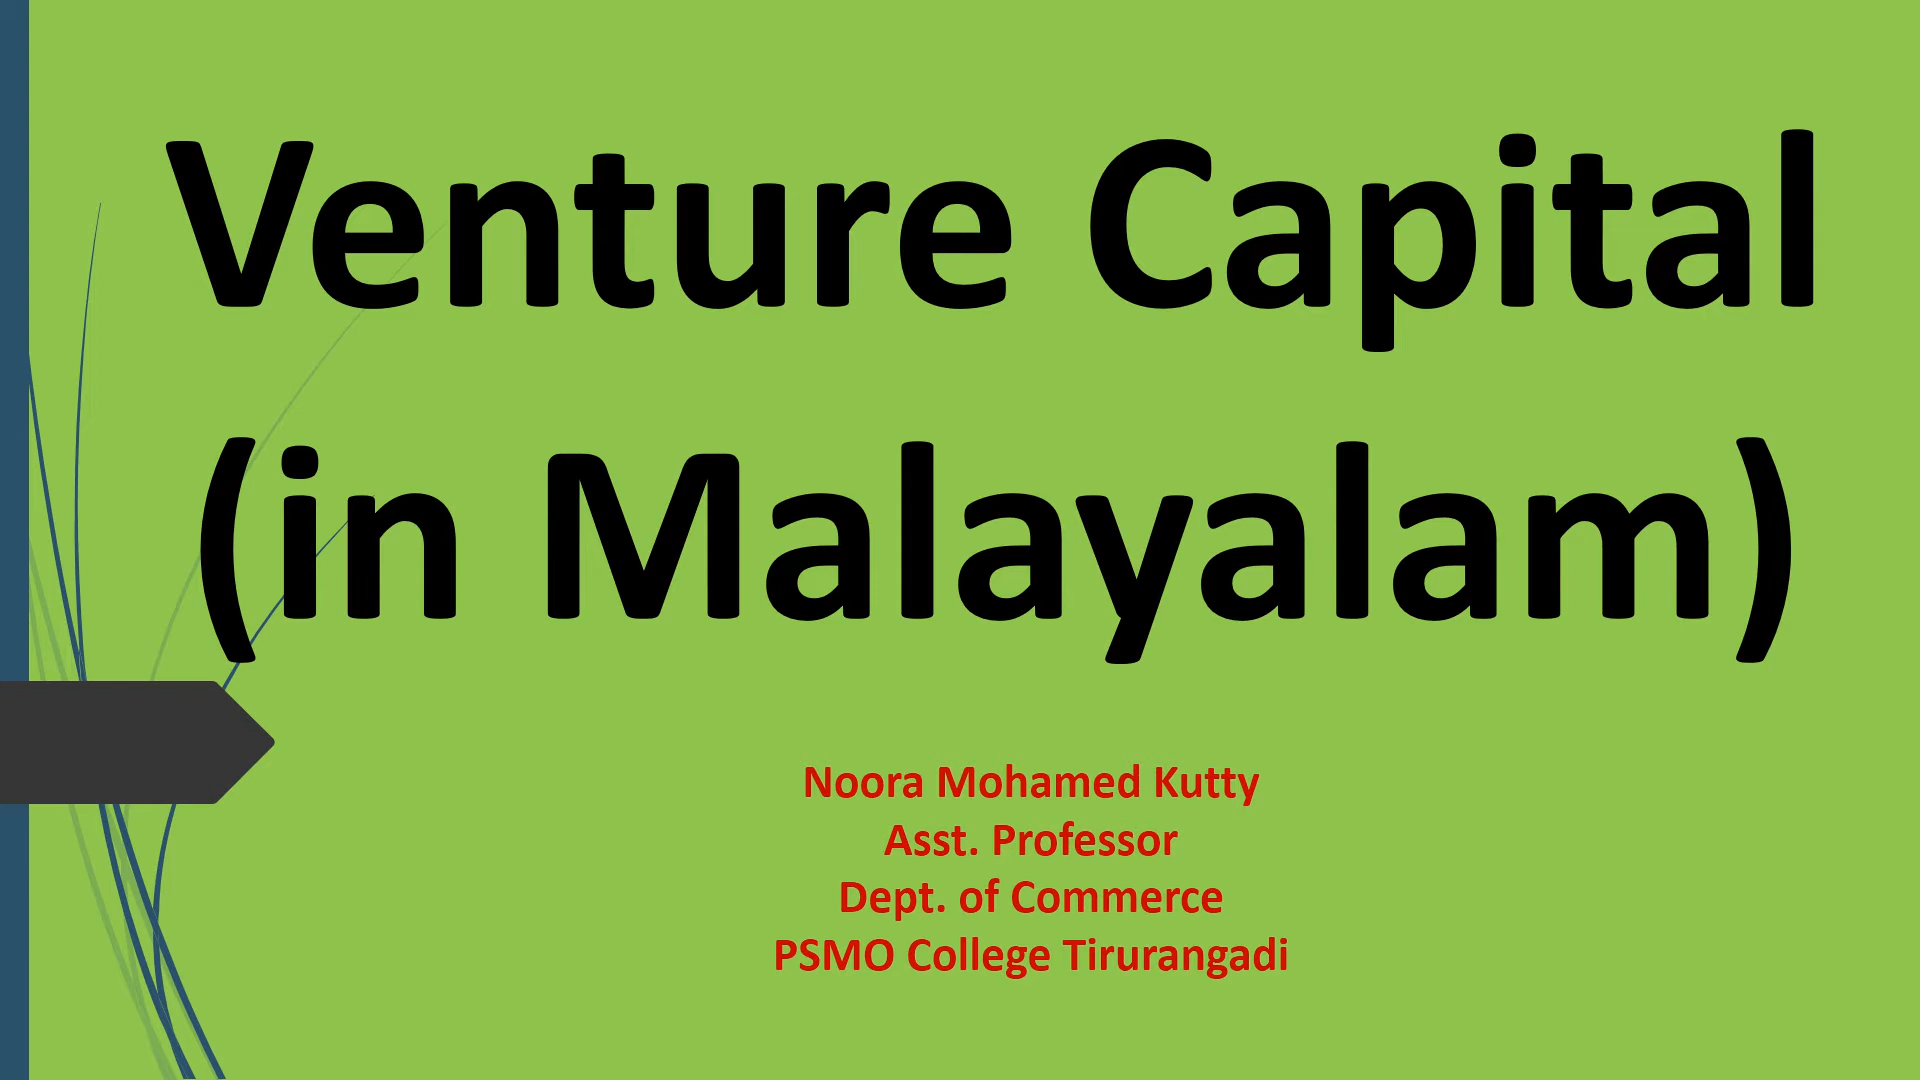 Venture Capital
(in Malayalam)
Noora Mohamed Kutty
Asst. Professor
Dept. of Commerce
PSMO College Tirurangadi